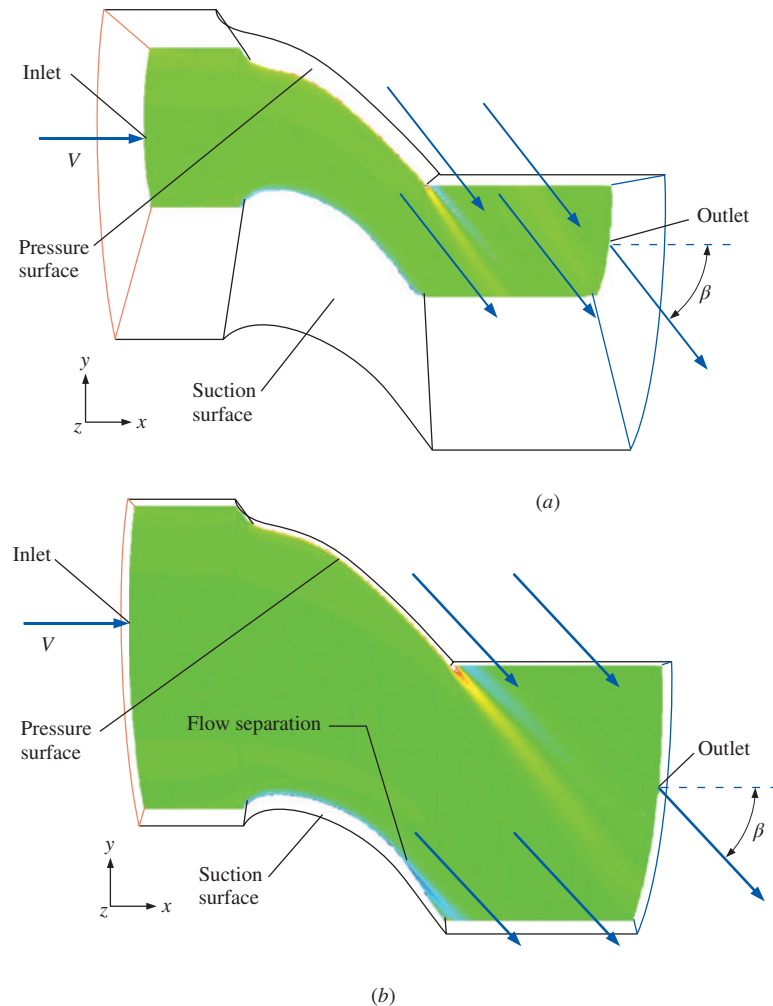 Inlet
V
Pressure
surface
Outlet
β
Suction
surface
y
z
x
(a)
Inlet
V
Pressure
surface
Flow separation
Outlet
β
Suction
surface
y
z
x
(b)